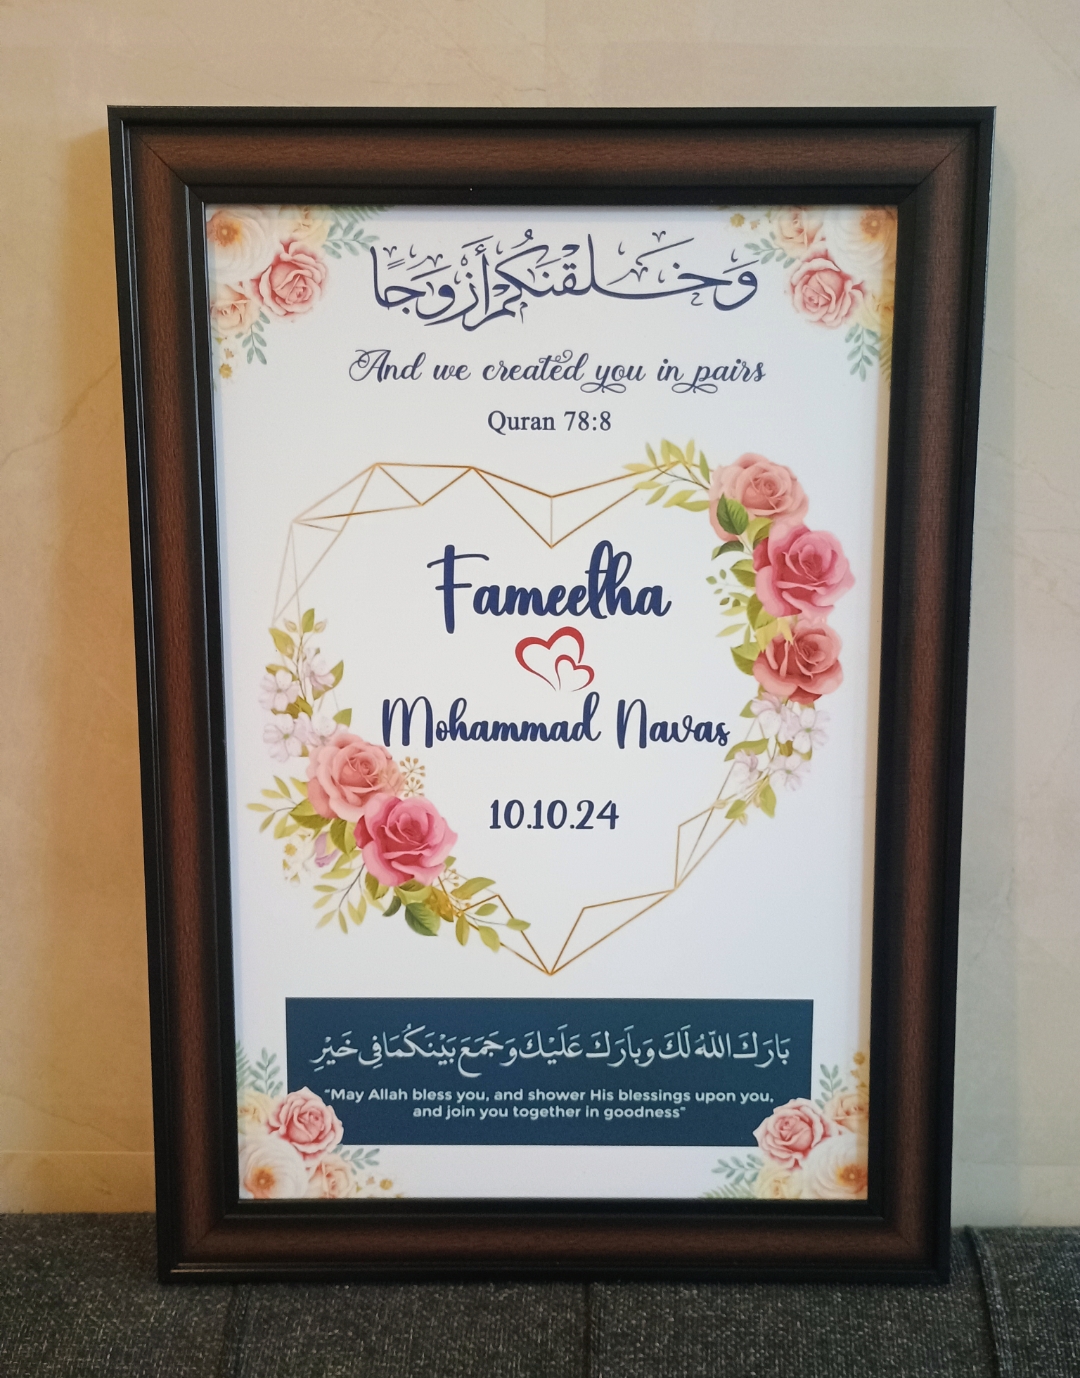 وَخَلَقْنَكُمْ أَزْوَجًا
And we created you in pairs
Quran 78:8
Fameetha
Mohammad Navas
10.10.24
بَارَكَ اللَّهُ لَكَ وَبَارَكَ عَلَيْكَ وَجَمَعَ بَيْنَكُمَا فِي خَيْرِ
"May Allah bless you, and shower His blessings upon you,
and join you together in goodness"